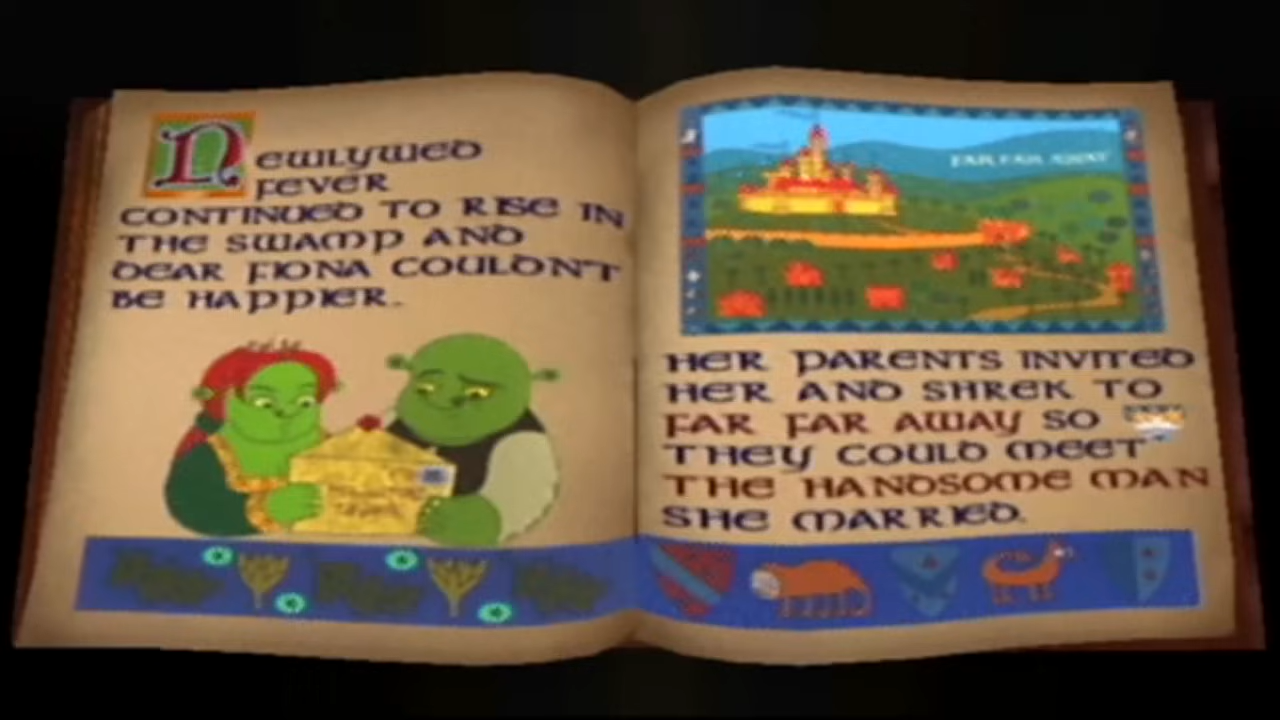 NEWLYWED
FEVER
CONTINUED TO RISE IN
THE SWAMP AND
DEAR FIONA COULDN'T
BE HAPPIER.
FAR FAR AWAY
HER PARENTS INVITED
HER AND SHREK TO
FAR FAR AWAY SO
THEY COULD MEET
THE HANDSOME MAN
SHE MARRIED.